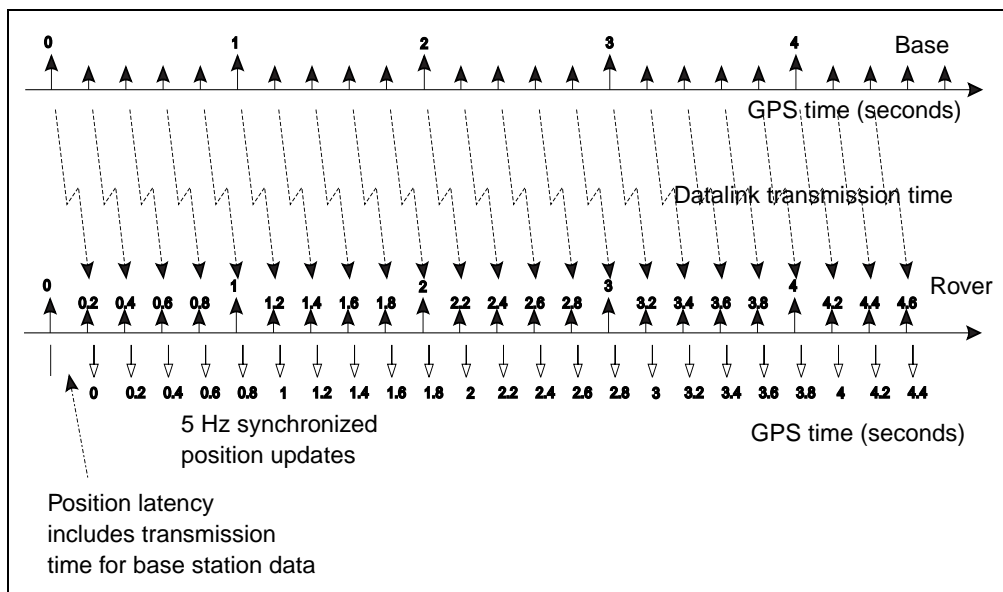 0 1 2 3 4 Base
GPS time (seconds)
Datalink transmission time
0 0.2 0.4 0.6 0.8 1 1.2 1.4 1.6 1.8 2 2.2 2.4 2.6 2.8 3 3.2 3.4 3.6 3.8 4 4.2 4.4 4.6 Rover
0 0.2 0.4 0.6 0.8 1 1.2 1.4 1.6 1.8 2 2.2 2.4 2.6 2.8 3 3.2 3.4 3.6 3.8 4 4.2 4.4
5 Hz synchronized
position updates
GPS time (seconds)
Position latency
includes transmission
time for base station data